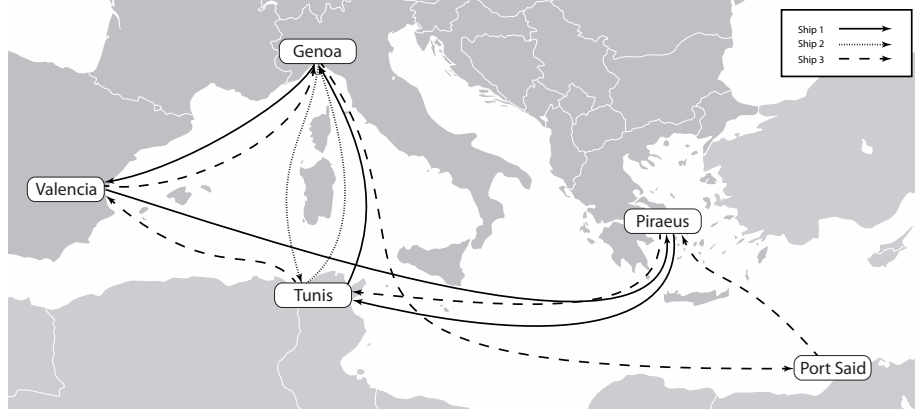 Genoa
Ship 1
Ship 2
Ship 3
Valencia
Piraeus
Tunis
Port Said